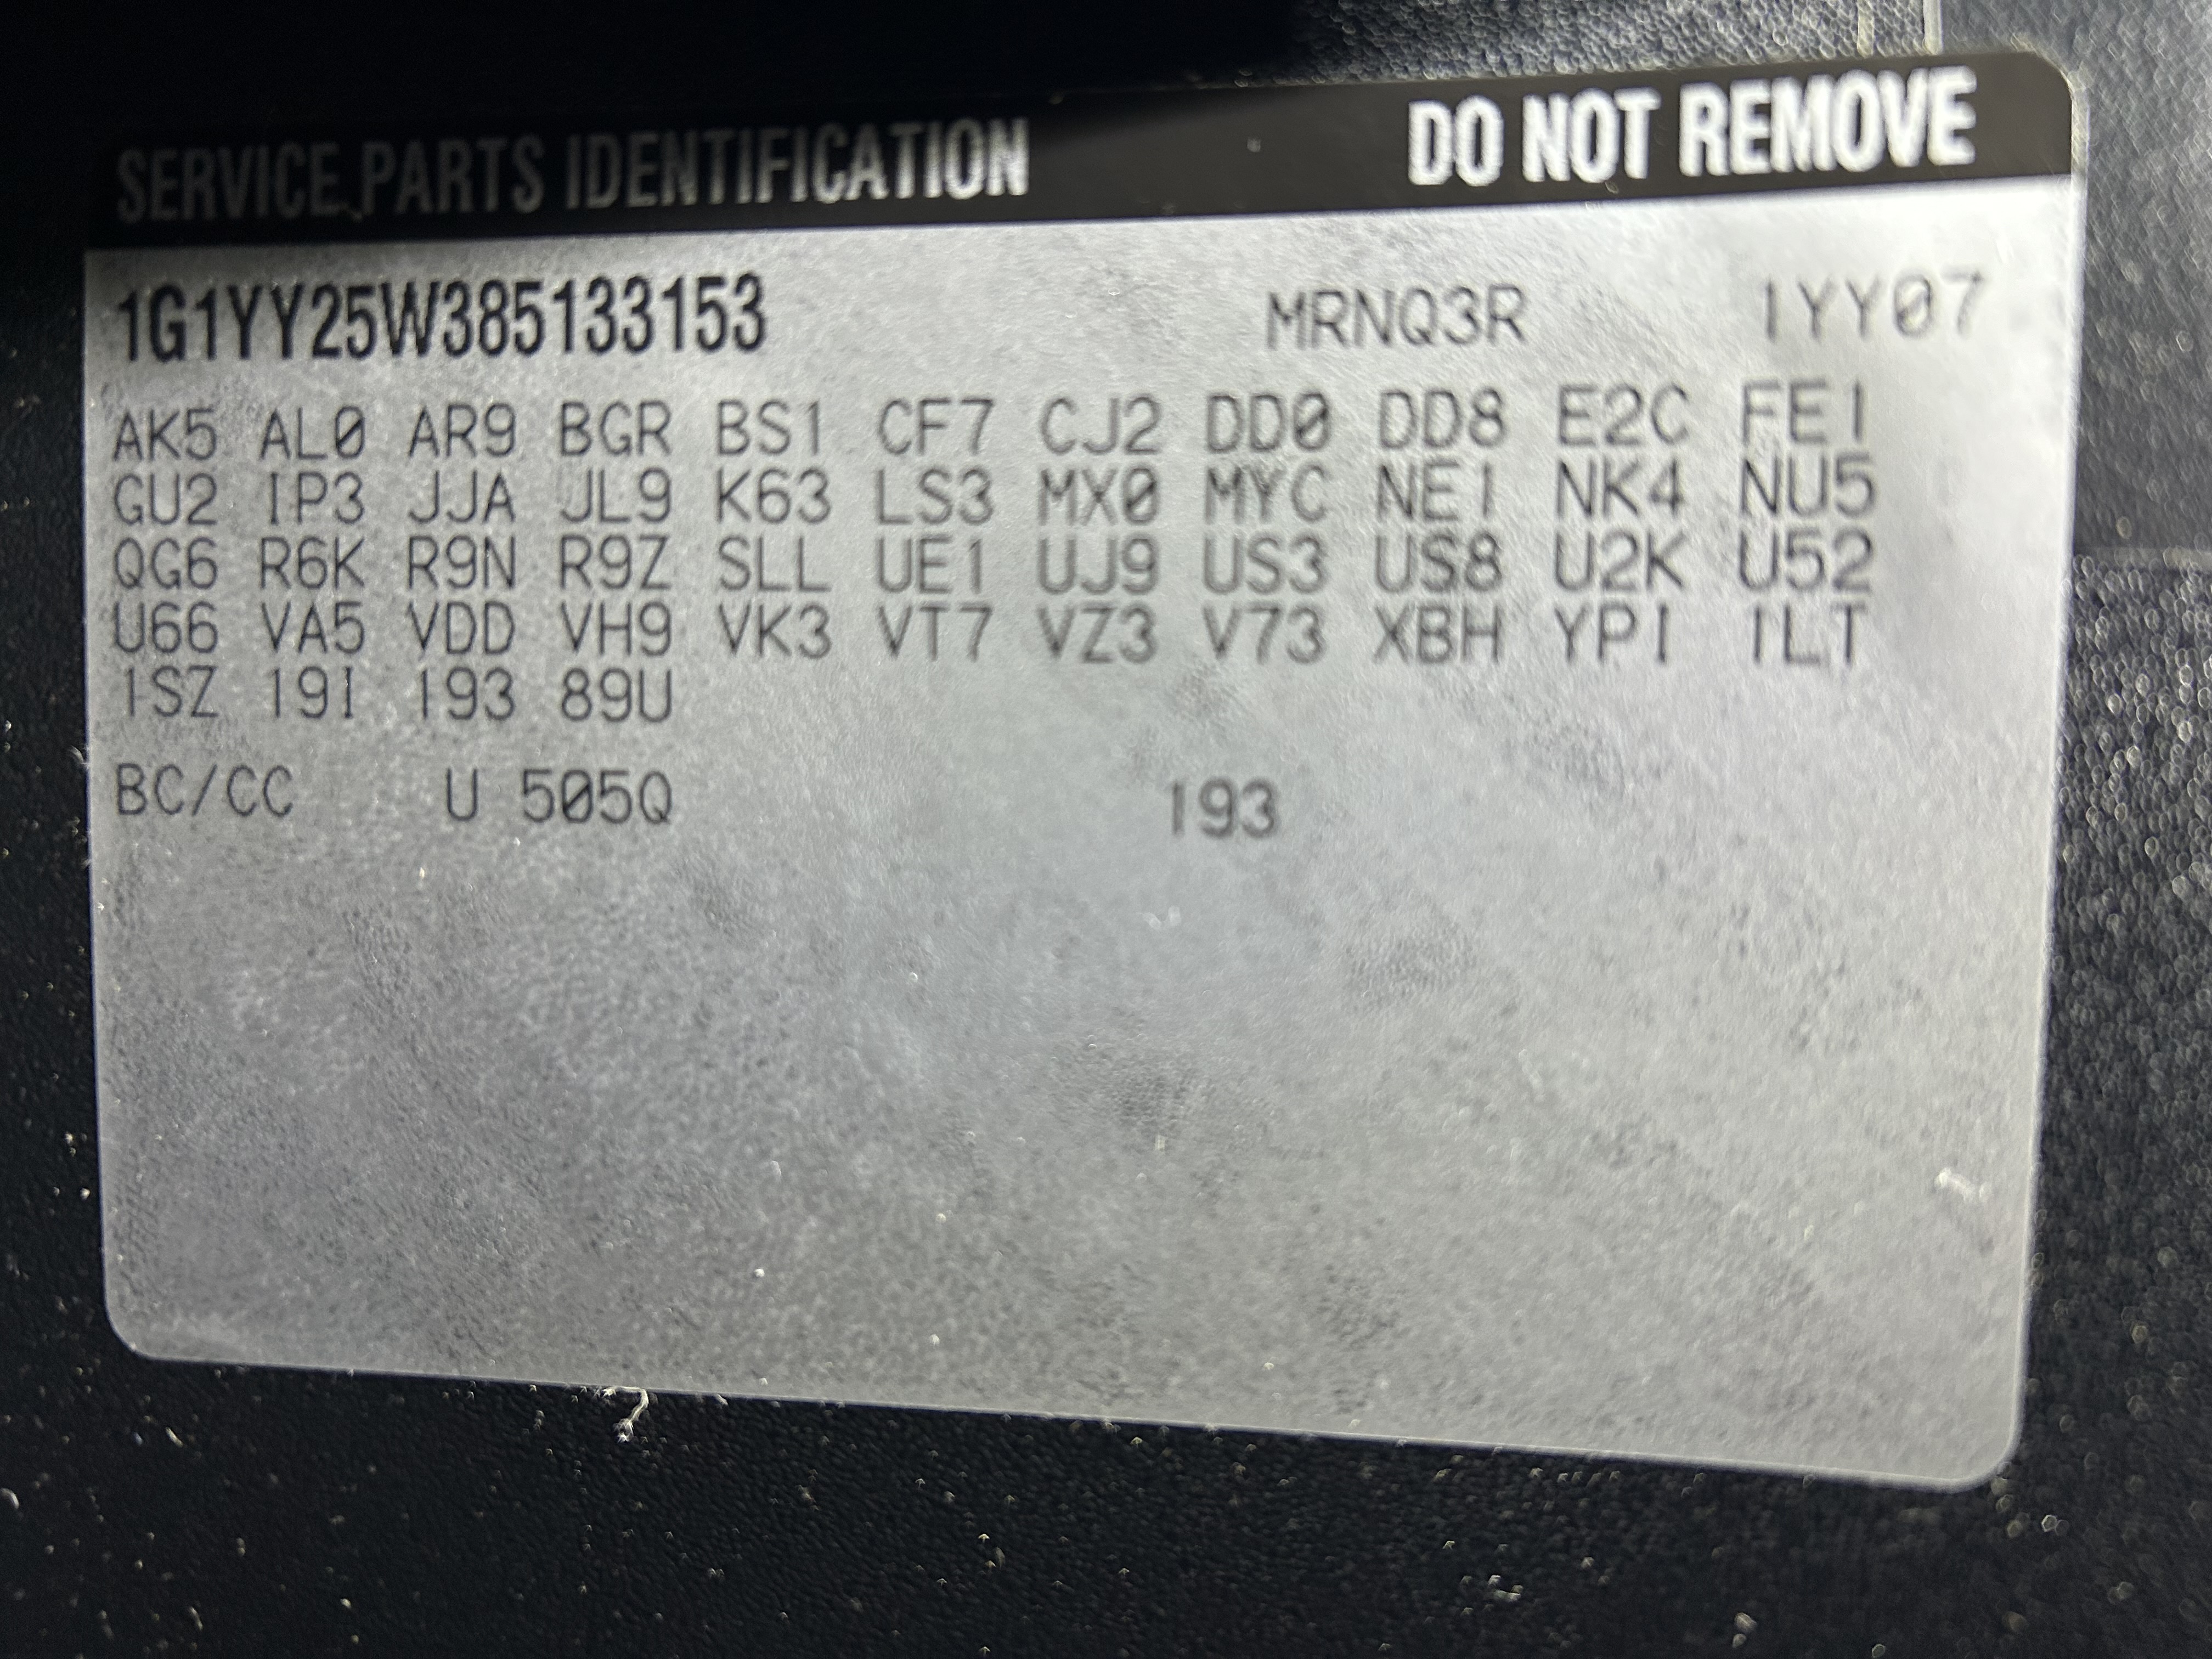 SERVICE PARTS IDENTIFICATION DO NOT REMOVE
1G1YY25W385133153 MRNQ3R 1YY07
AK5 AL0 AR9 BGR BS1 CF7 CJ2 DD0 DD8 E2C FE1
GU2 IP3 JJA JL9 K63 LS3 MX0 MYC NE1 NK4 NU5
QG6 R6K R9N R9Z SLL UE1 UJ9 US3 US8 U2K U52
U66 VA5 VDD VH9 VK3 VT7 VZ3 V73 XBH YP1 1LT
1SZ 19I 193 89U
BC/CC U 505Q 193